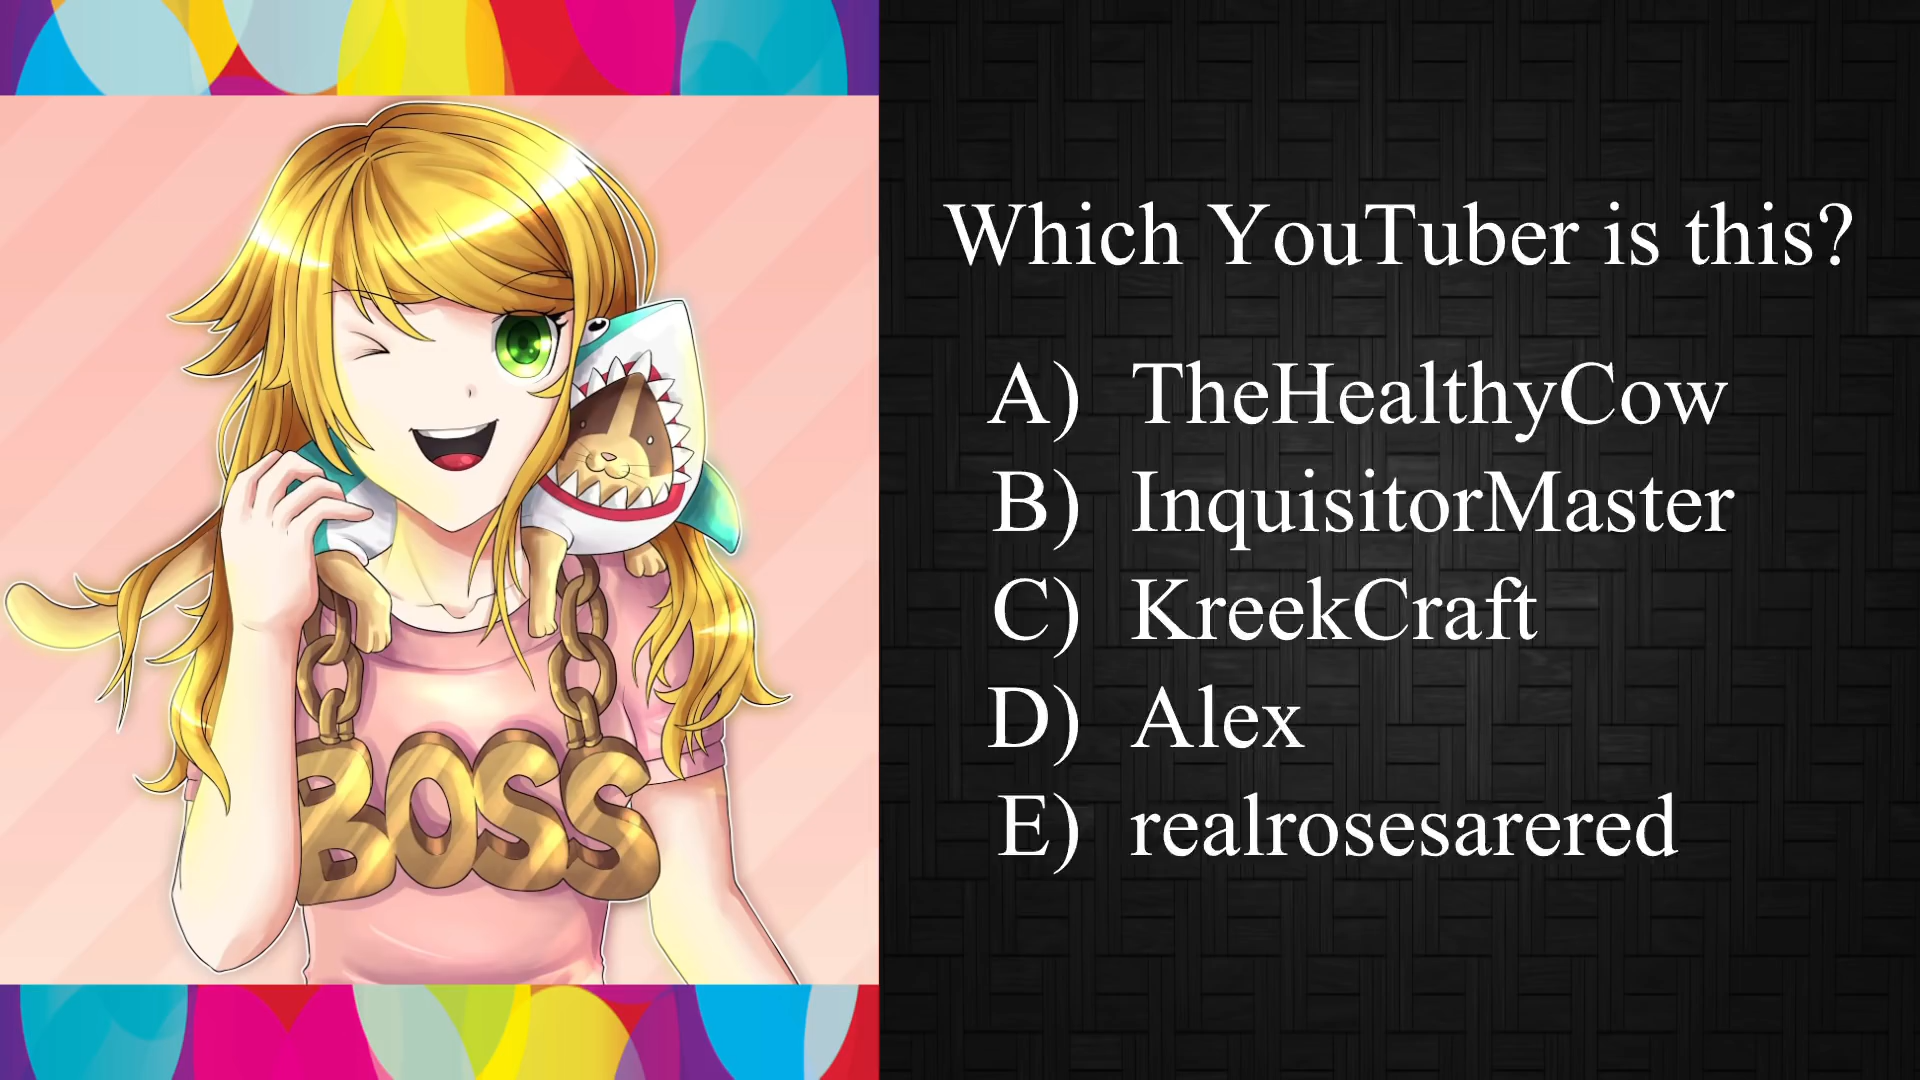 Which YouTuber is this?
A) TheHealthyCow
B) InquisitorMaster
C) KreekCraft
D) Alex
E) realrosesarered
BOSS